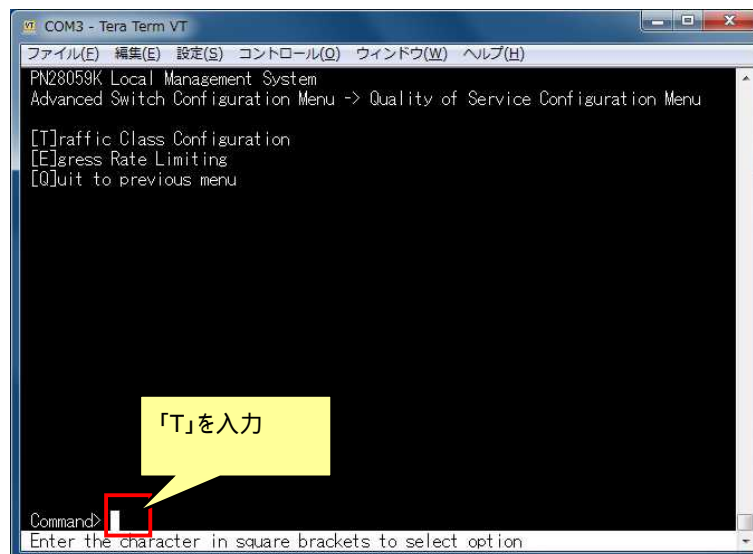 COM3 - Tera Term VT
ファイル(F) 編集(E) 設定(S) コントロール(O) ウィンドウ(W) ヘルプ(H)
PN28059K Local Management System
Advanced Switch Configuration Menu -> Quality of Service Configuration Menu
[T]raffic Class Configuration
[E]gress Rate Limiting
[Q]uit to previous menu
「T」を入力
Command>
Enter the character in square brackets to select option